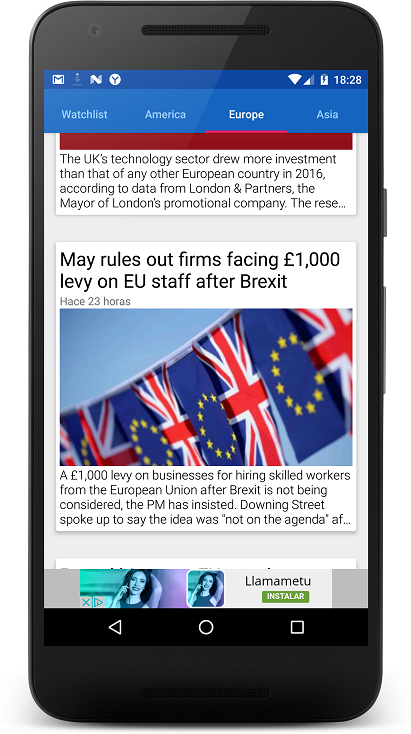 18:28
Watchlist America Europe Asia
The UK's technology sector drew more investment
than that of any other European country in 2016,
according to data from London & Partners, the
Mayor of London's promotional company. The rese…
May rules out firms facing £1,000
levy on EU staff after Brexit
Hace 23 horas
A £1,000 levy on businesses for hiring skilled workers
from the European Union after Brexit is not being
considered, the PM has insisted. Downing Street
spoke up to say the idea was "not on the agenda" af…
Llamametu
INSTALAR